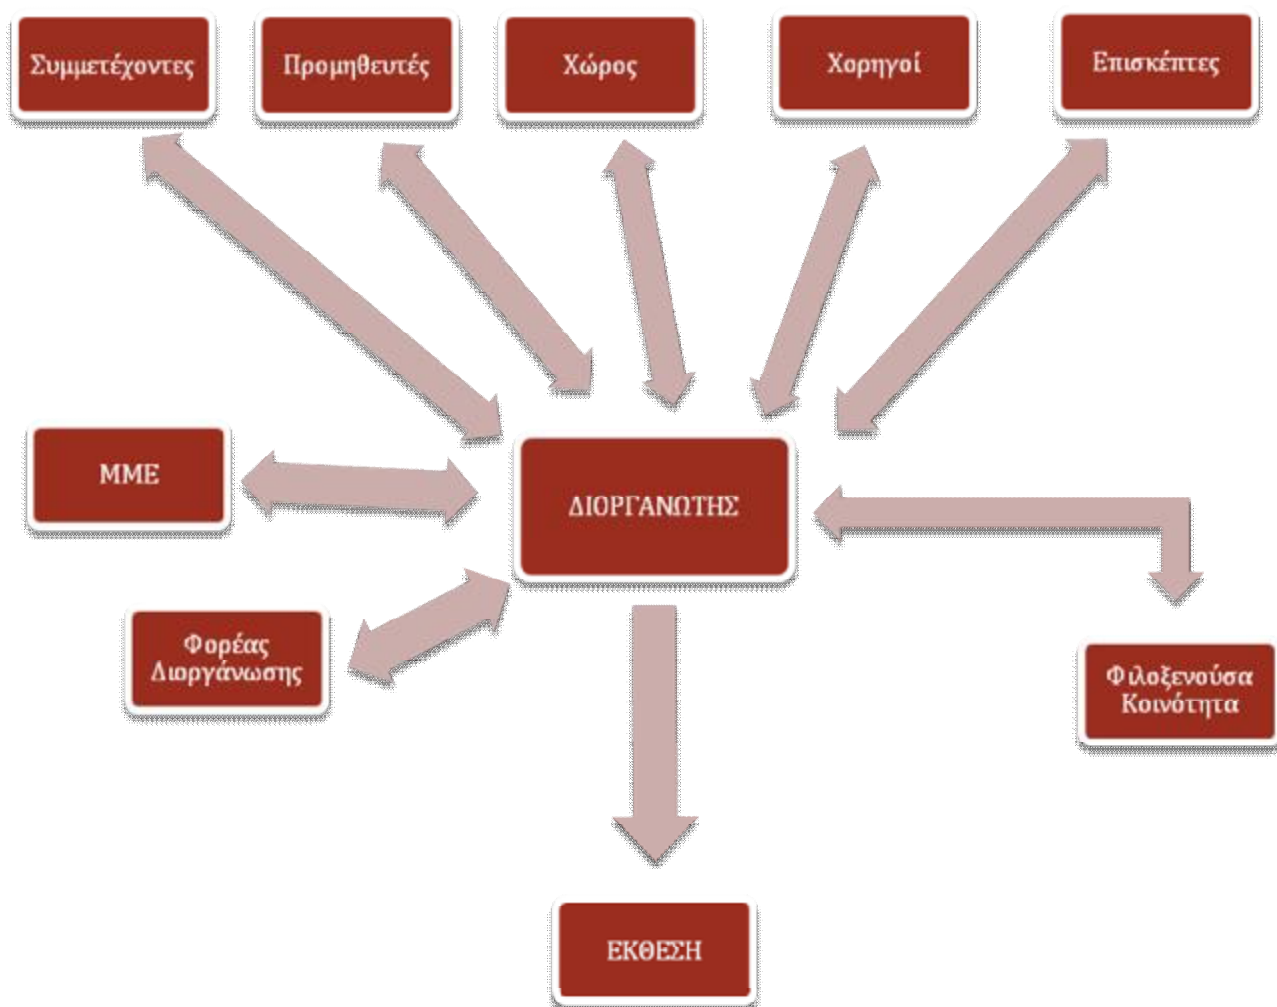 Συμμετέχοντες
Προμηθευτές
Χώρος
Χορηγοί
Επισκέπτες
ΜΜΕ
ΔΙΟΡΓΑΝΩΤΗΣ
Φορέας
Διοργάνωσης
Φιλοξενούσα
Κοινότητα
ΕΚΘΕΣΗ